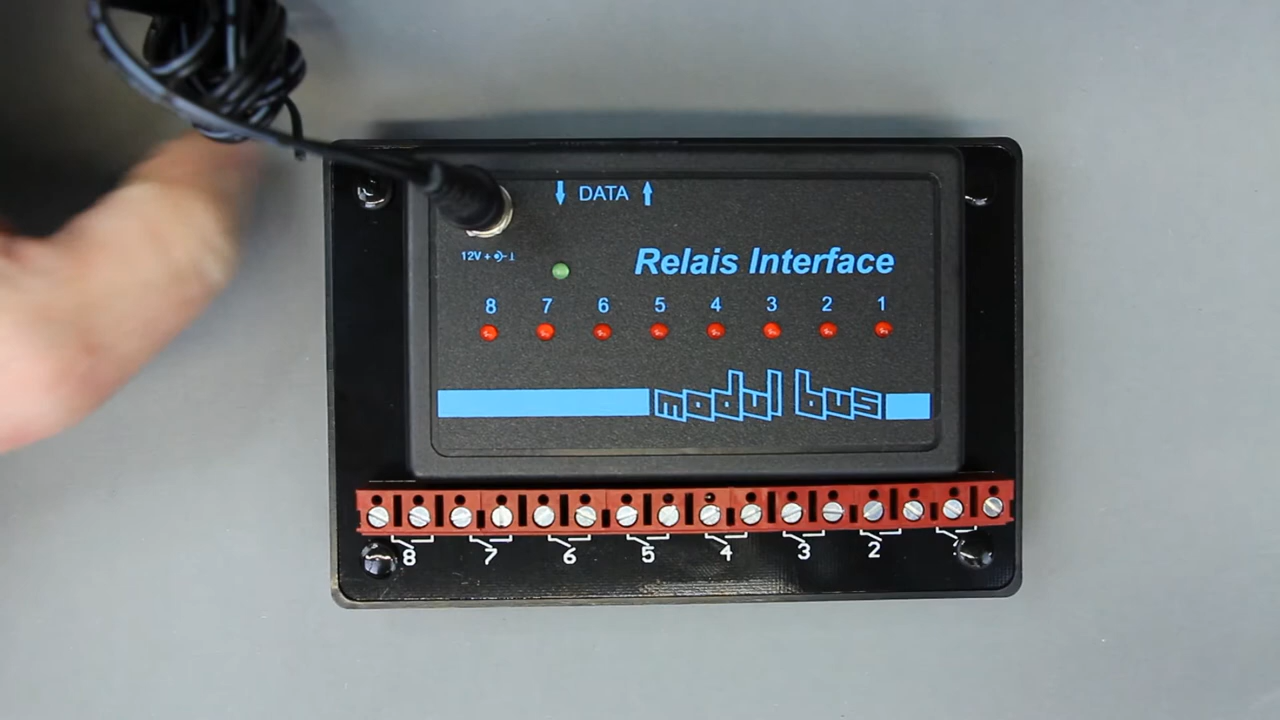 ↓ DATA ↑
12V +
Relais Interface
8 7 6 5 4 3 2 1
modul bus
8 7 6 5 4 3 2